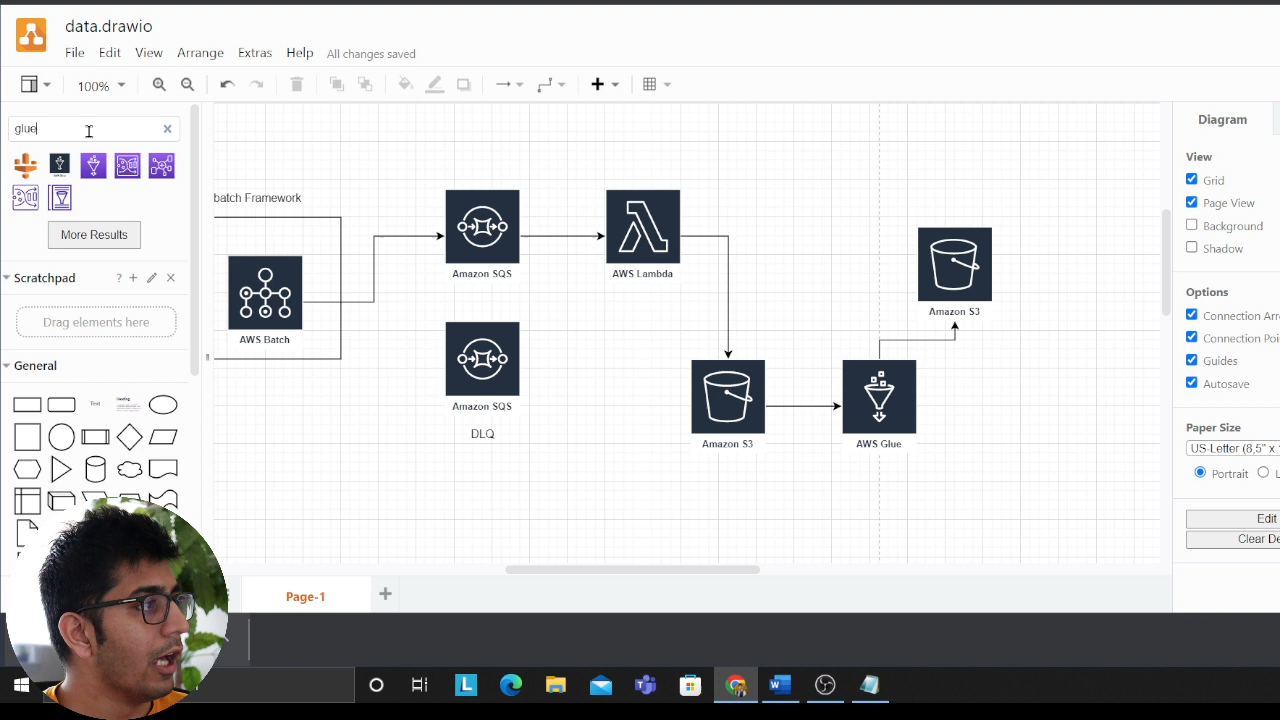 data.drawio
File Edit View Arrange Extras Help All changes saved
100%
glue
More Results
Scratchpad
Drag elements here
General
Text
Heading
batch Framework
AWS Batch
Amazon SQS
AWS Lambda
Amazon SQS
DLQ
Amazon S3
AWS Glue
Amazon S3
Page-1
Diagram
View
Grid
Page View
Background
Shadow
Options
Connection Arr
Connection Poi
Guides
Autosave
Paper Size
US-Letter (8,5" x 1
Portrait L
Edit
Clear De